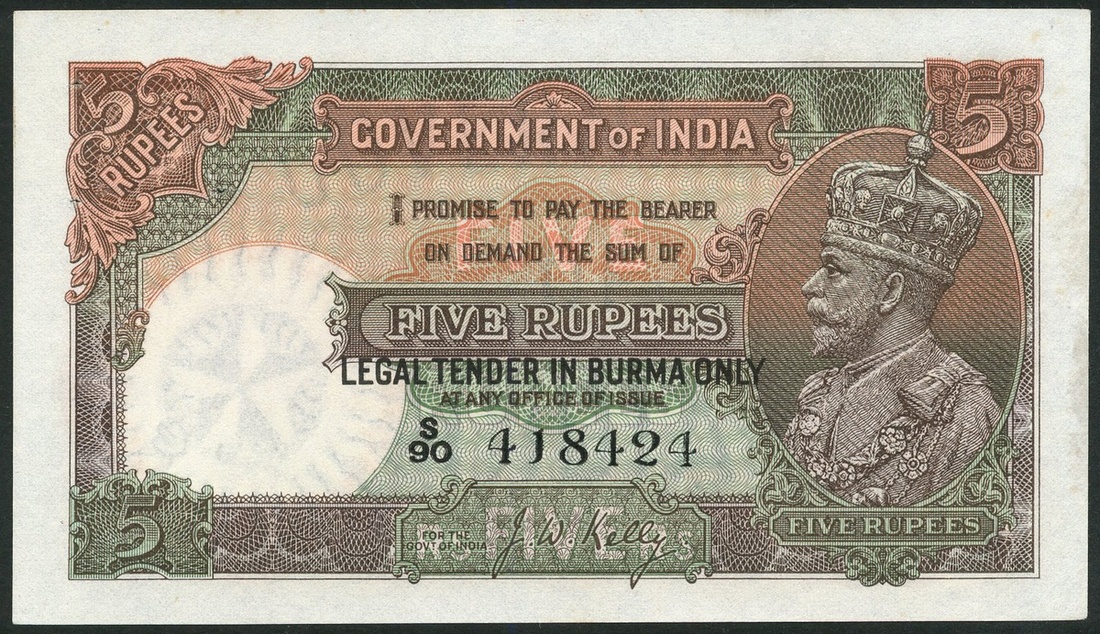 5
RUPEES
GOVERNMENT OF INDIA
5
I PROMISE TO PAY THE BEARER
ON DEMAND THE SUM OF
FIVE
FIVE RUPEES
LEGAL TENDER IN BURMA ONLY
AT ANY OFFICE OF ISSUE
S
90 418424
5
FOR THE
GOVT OF INDIA
FIVE RS
J. W. Kelly
FIVE RUPEES